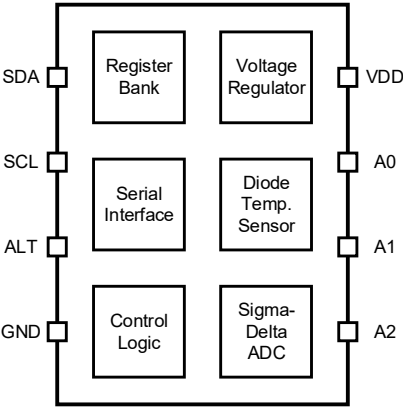 SDA
Register
Bank
Voltage
Regulator
VDD
SCL
Serial
Interface
Diode
Temp.
Sensor
A0
ALT
A1
GND
Control
Logic
Sigma-
Delta
ADC
A2